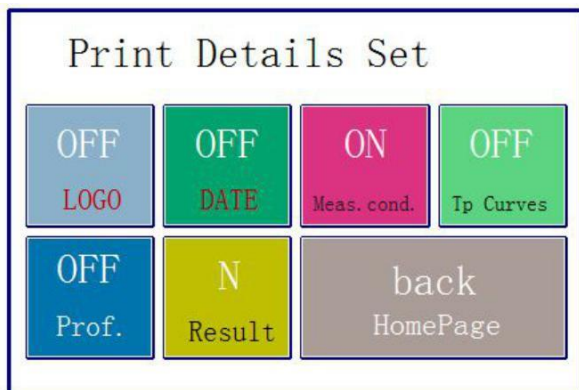 Print Details Set
OFF
LOGO
OFF
DATE
ON
Meas.cond.
OFF
Tp Curves
OFF
Prof.
N
Result
back
HomePage